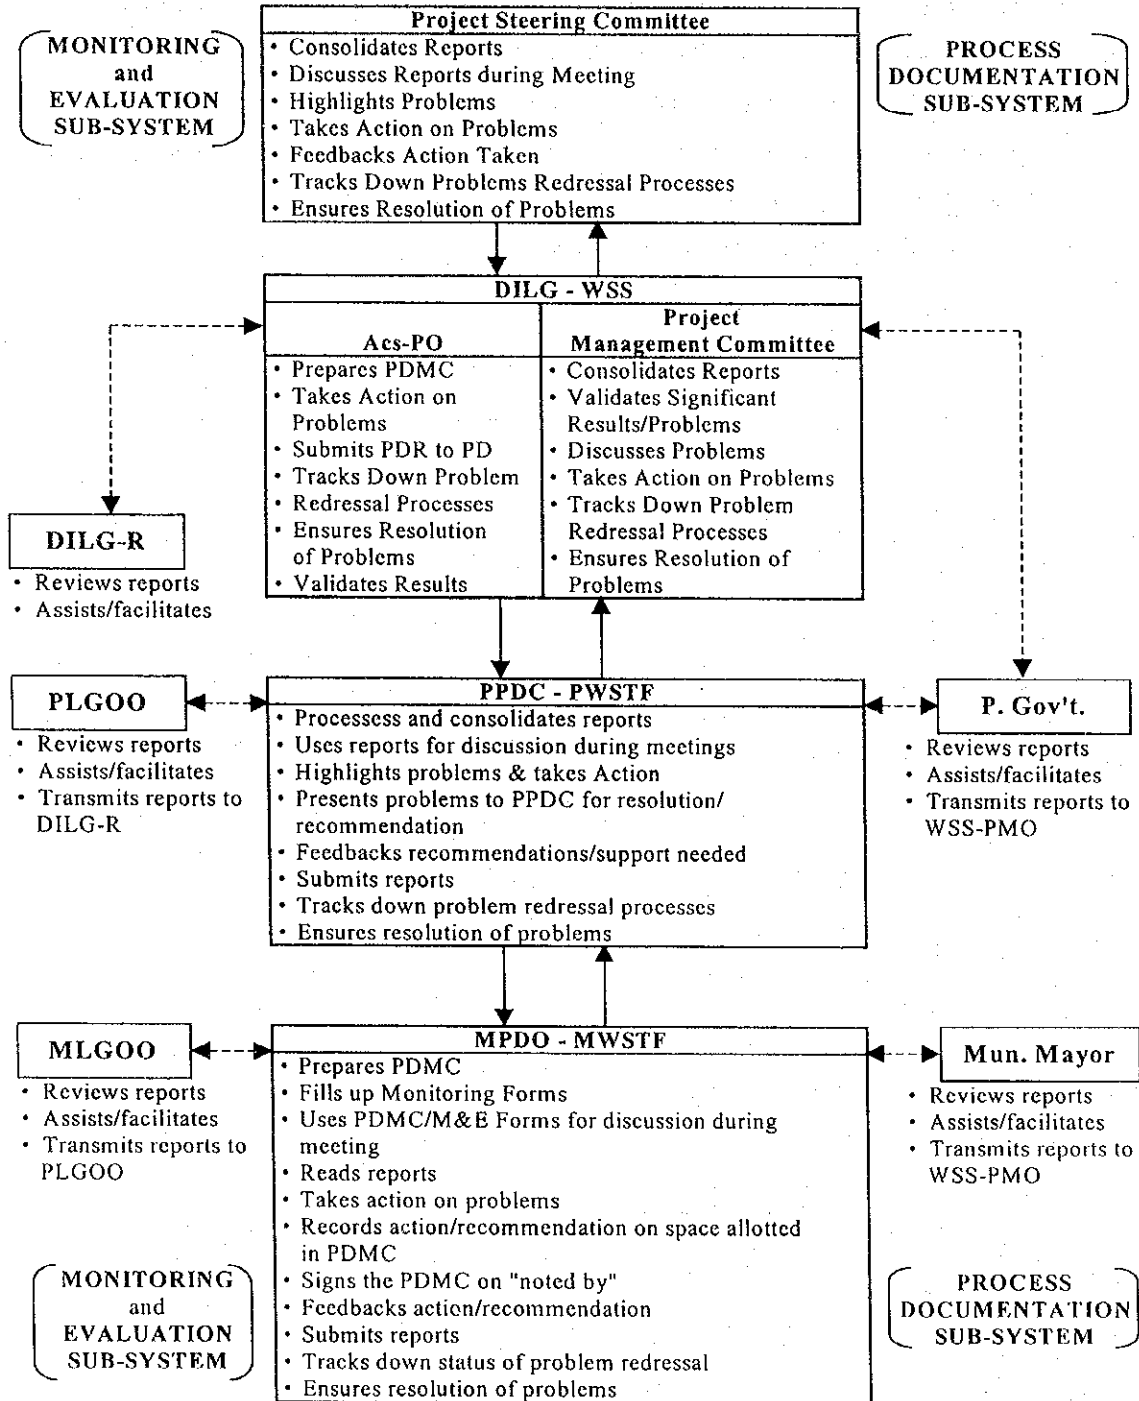 Project Steering Committee
• Consolidates Reports
• Discusses Reports during Meeting
• Highlights Problems
• Takes Action on Problems
• Feedbacks Action Taken
• Tracks Down Problems Redressal Processes
• Ensures Resolution of Problems
MONITORING
and
EVALUATION
SUB-SYSTEM
PROCESS
DOCUMENTATION
SUB-SYSTEM
DILG - WSS
Acs-PO
• Prepares PDMC
• Takes Action on
Problems
• Submits PDR to PD
• Tracks Down Problem
• Redressal Processes
• Ensures Resolution
of Problems
• Validates Results
Project
Management Committee
• Consolidates Reports
• Validates Significant
Results/Problems
• Discusses Problems
• Takes Action on Problems
• Tracks Down Problem
Redressal Processes
• Ensures Resolution of
Problems
DILG-R
• Reviews reports
• Assists/facilitates
PLGOO
• Reviews reports
• Assists/facilitates
• Transmits reports to
DILG-R
PPDC - PWSTF
• Processess and consolidates reports
• Uses reports for discussion during meetings
• Highlights problems & takes Action
• Presents problems to PPDC for resolution/
recommendation
• Feedbacks recommendations/support needed
• Submits reports
• Tracks down problem redressal processes
• Ensures resolution of problems
P. Gov't.
• Reviews reports
• Assists/facilitates
• Transmits reports to
WSS-PMO
MLGOO
• Reviews reports
• Assists/facilitates
• Transmits reports to
PLGOO
MPDO - MWSTF
• Prepares PDMC
• Fills up Monitoring Forms
• Uses PDMC/M&E Forms for discussion during
meeting
• Reads reports
• Takes action on problems
• Records action/recommendation on space allotted
in PDMC
• Signs the PDMC on "noted by"
• Feedbacks action/recommendation
• Submits reports
• Tracks down status of problem redressal
• Ensures resolution of problems
Mun. Mayor
• Reviews reports
• Assists/facilitates
• Transmits reports to
WSS-PMO
MONITORING
and
EVALUATION
SUB-SYSTEM
PROCESS
DOCUMENTATION
SUB-SYSTEM